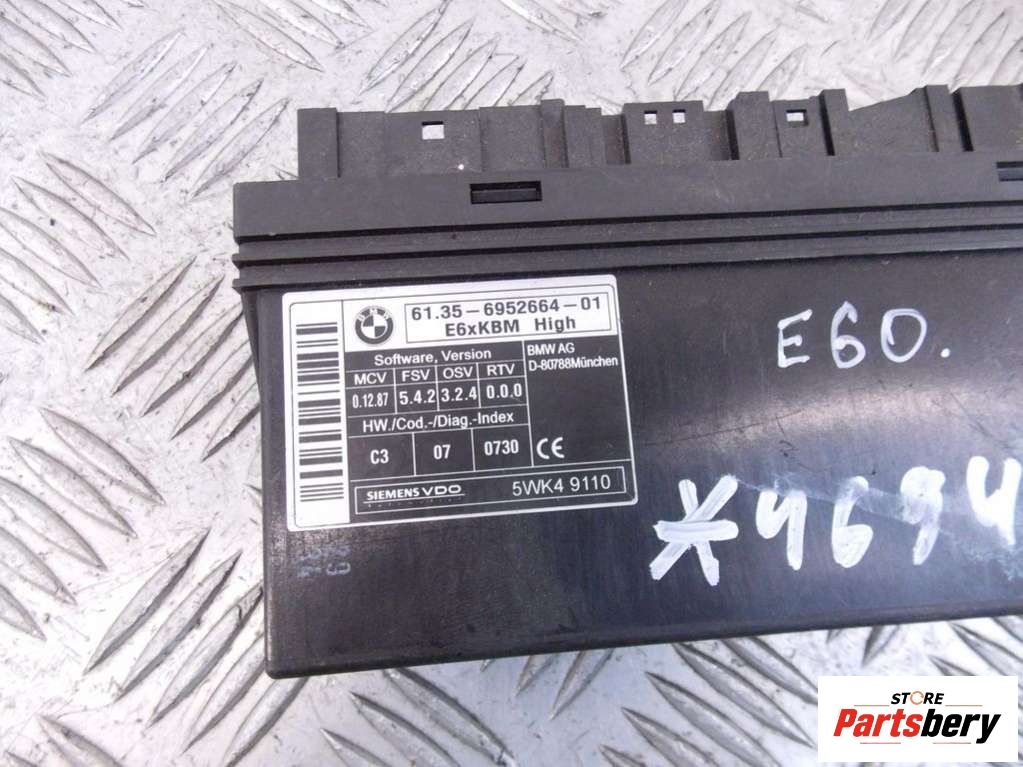 BMW
61.35-6952664-01
E6xKBM High
Software, Version
MCV FSV OSV RTV
0.12.87 5.4.2 3.2.4 0.0.0
HW./Cod.-/Diag.-Index
C3 07 0730
BMW AG
D-80788München
CE
SIEMENS VDO
5WK4 9110
E60.
*4694
STORE
Partsbery